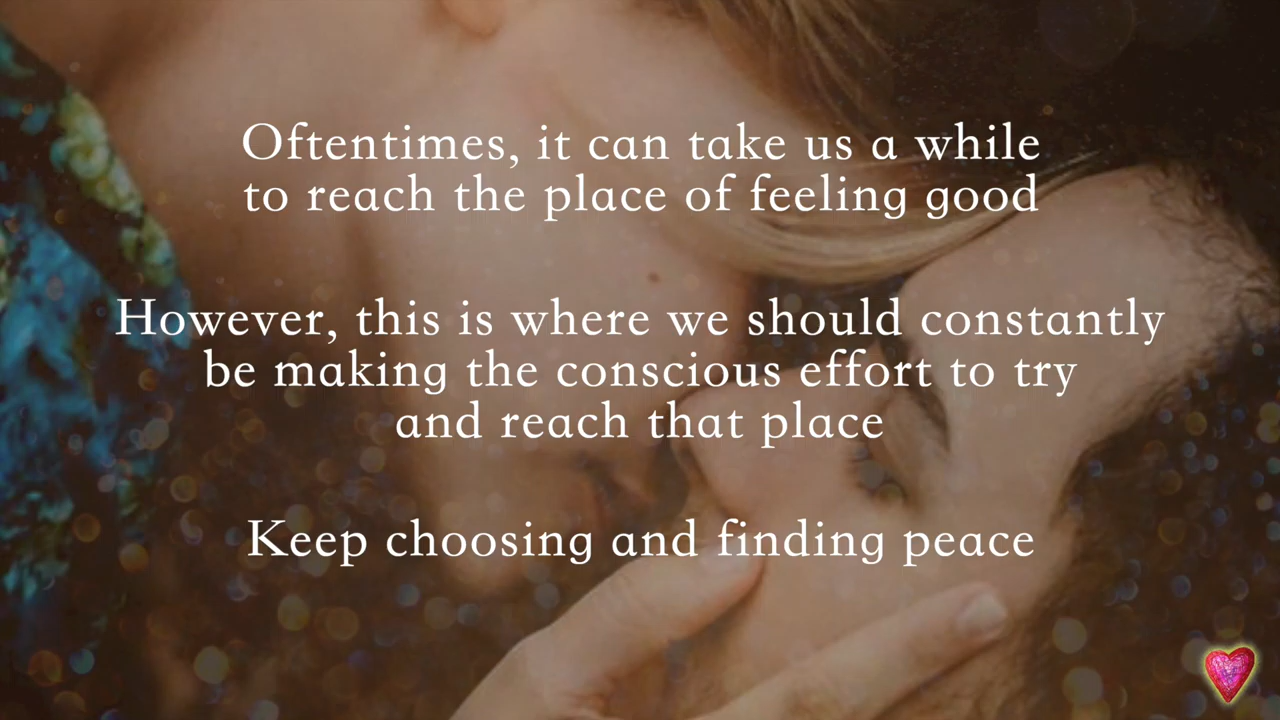 Oftentimes, it can take us a while
to reach the place of feeling good
However, this is where we should constantly
be making the conscious effort to try
and reach that place
Keep choosing and finding peace